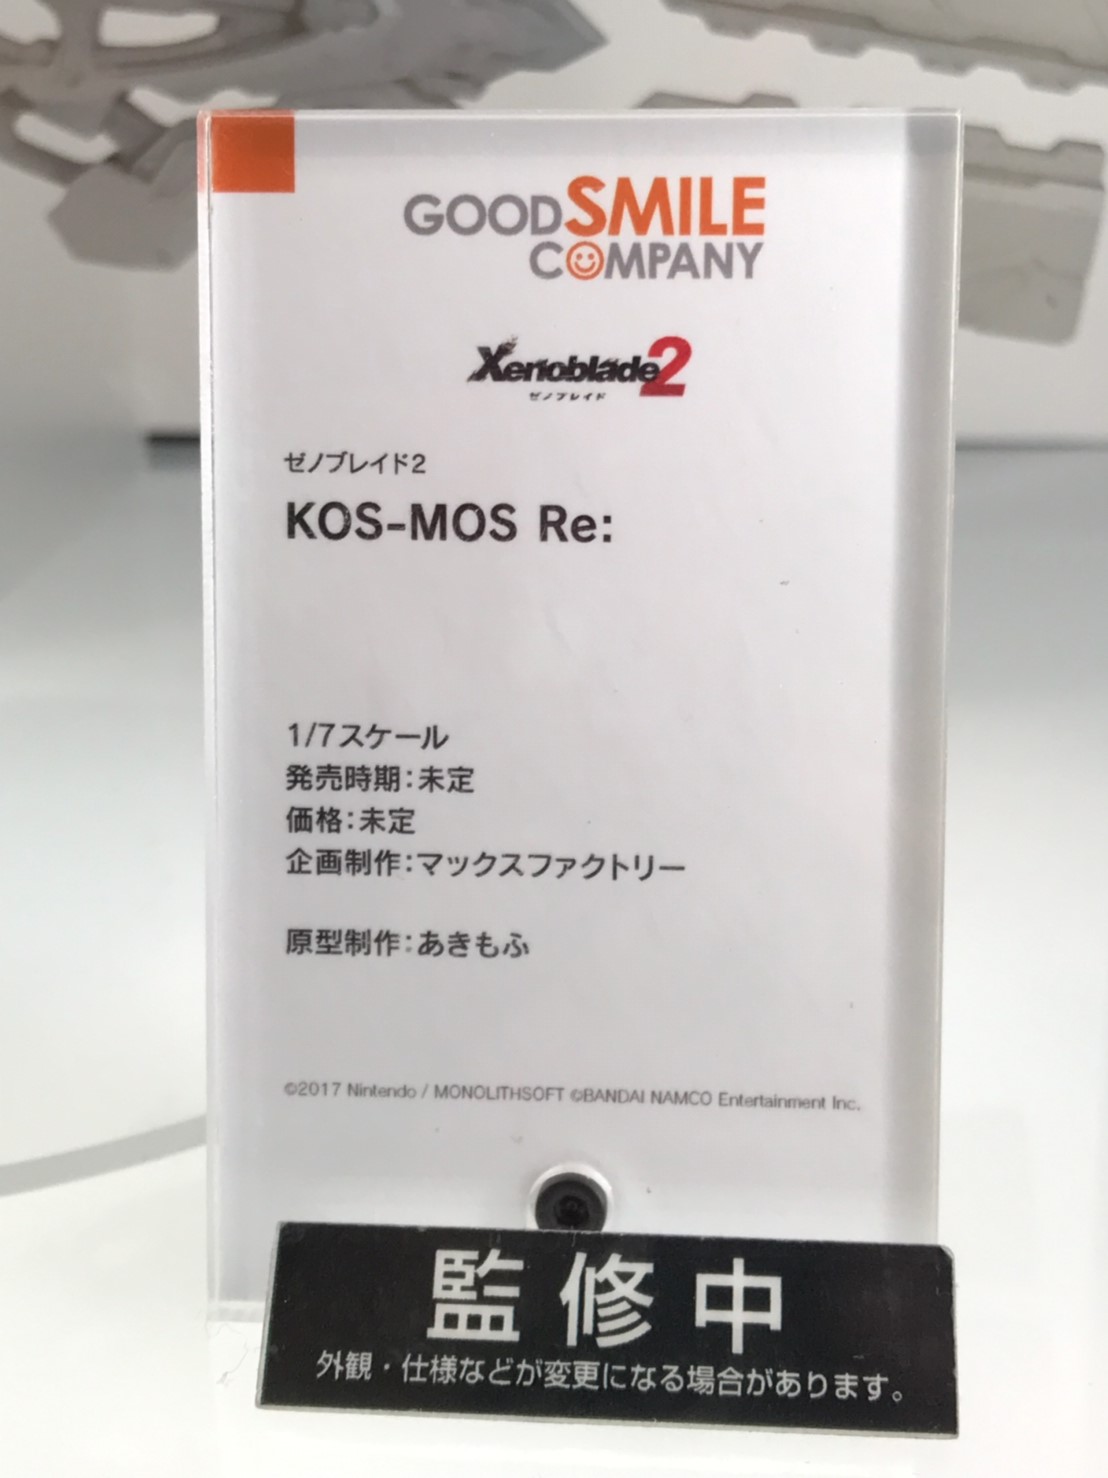 GOODSMILE
COMPANY
Xenoblade2
ゼノブレイド
ゼノブレイド2
KOS-MOS Re:
1/7スケール
発売時期:未定
価格:未定
企画制作:マックスファクトリー
原型制作:あきもふ
©2017 Nintendo / MONOLITHSOFT ©BANDAI NAMCO Entertainment Inc.
監修中
外観・仕様などが変更になる場合があります。